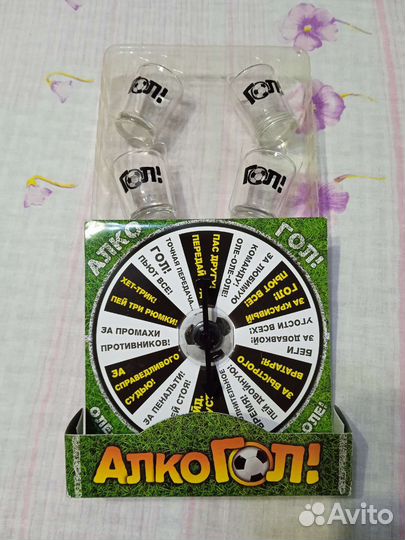 ГОЛ!
ГОЛ!
ГОЛ!
ГОЛ!
АЛКО
ГОЛ!
ПАС ДРУГУ!
ПЕРЕДАЙ
ЗА ЛЮБИМУЮ
КОМАНДУ!
ОЛЕ-ОЛЕ-ОЛЕ!
ГОЛ!
ПЬЮТ ВСЕ!
ЗА КРАСИВЫЙ
УГОСТИ ВСЕХ!
БЕГИ
ЗА ДОБАВКОЙ!
ЗА БЫСТРОГО
ВРАТАРЯ!
ПЕЙ ДВОЙНУЮ!
ЗА ПЕНАЛЬТИ!
СТОЯ!
ЗА
СПРАВЕДЛИВОГО
СУДЬЮ!
ЗА ПРОМАХИ
ПРОТИВНИКОВ!
ХЕТ-ТРИК!
ПЕЙ ТРИ РЮМКИ!
ГОЛ!
ПЬЮТ ВСЕ!
ТОЧНАЯ ПЕРЕДАЧА
ОЛЕ!
АЛКОГОЛ!
Avito